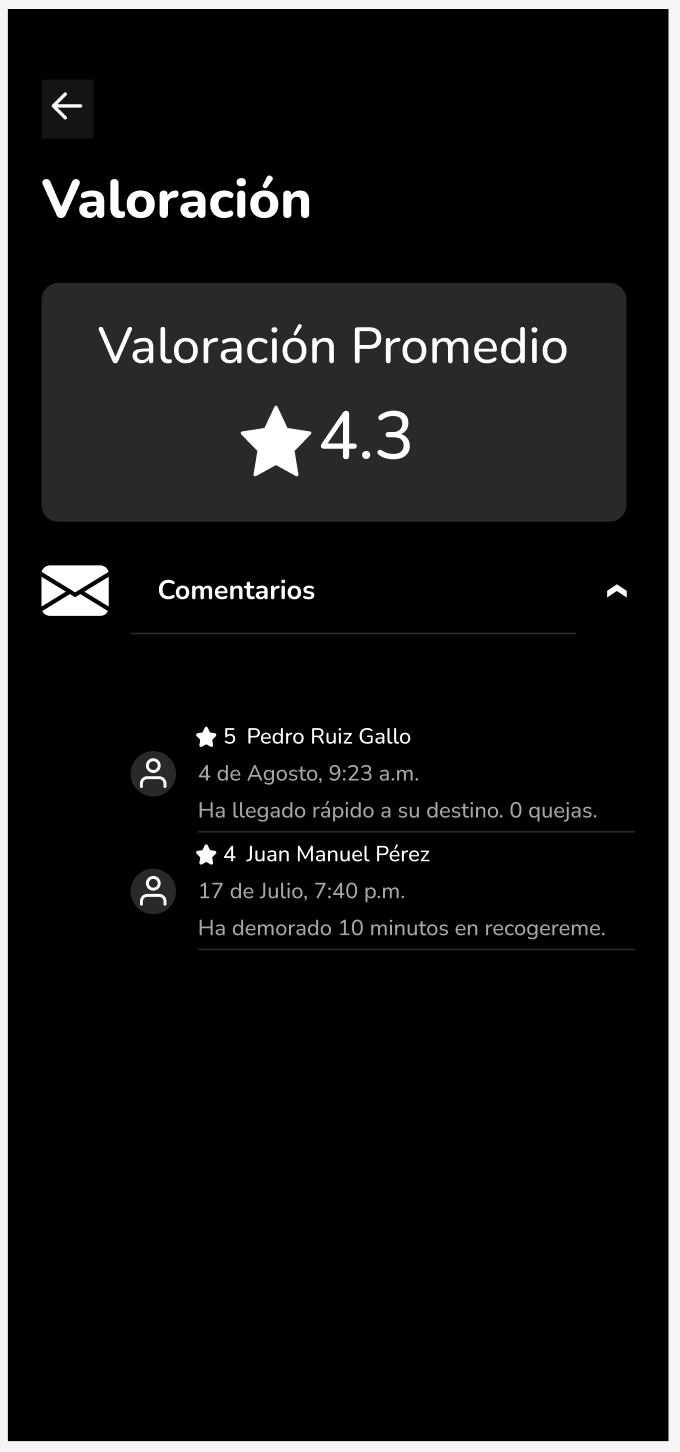 Valoración
Valoración Promedio
4.3
Comentarios
5 Pedro Ruiz Gallo
4 de Agosto, 9:23 a.m.
Ha llegado rápido a su destino. 0 quejas.
4 Juan Manuel Pérez
17 de Julio, 7:40 p.m.
Ha demorado 10 minutos en recogereme.